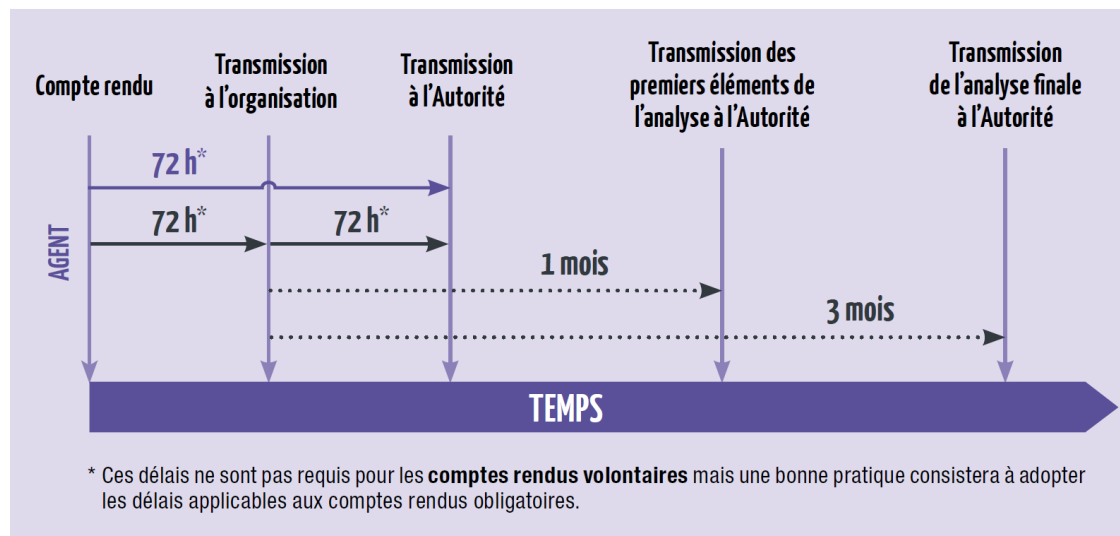 Compte rendu
Transmission
à l'organisation
Transmission
à l'Autorité
Transmission des
premiers éléments de
l'analyse à l'Autorité
Transmission
de l'analyse finale
à l'Autorité
72 h*
72 h*
72 h*
AGENT
1 mois
3 mois
TEMPS
* Ces délais ne sont pas requis pour les comptes rendus volontaires mais une bonne pratique consistera à adopter
les délais applicables aux comptes rendus obligatoires.